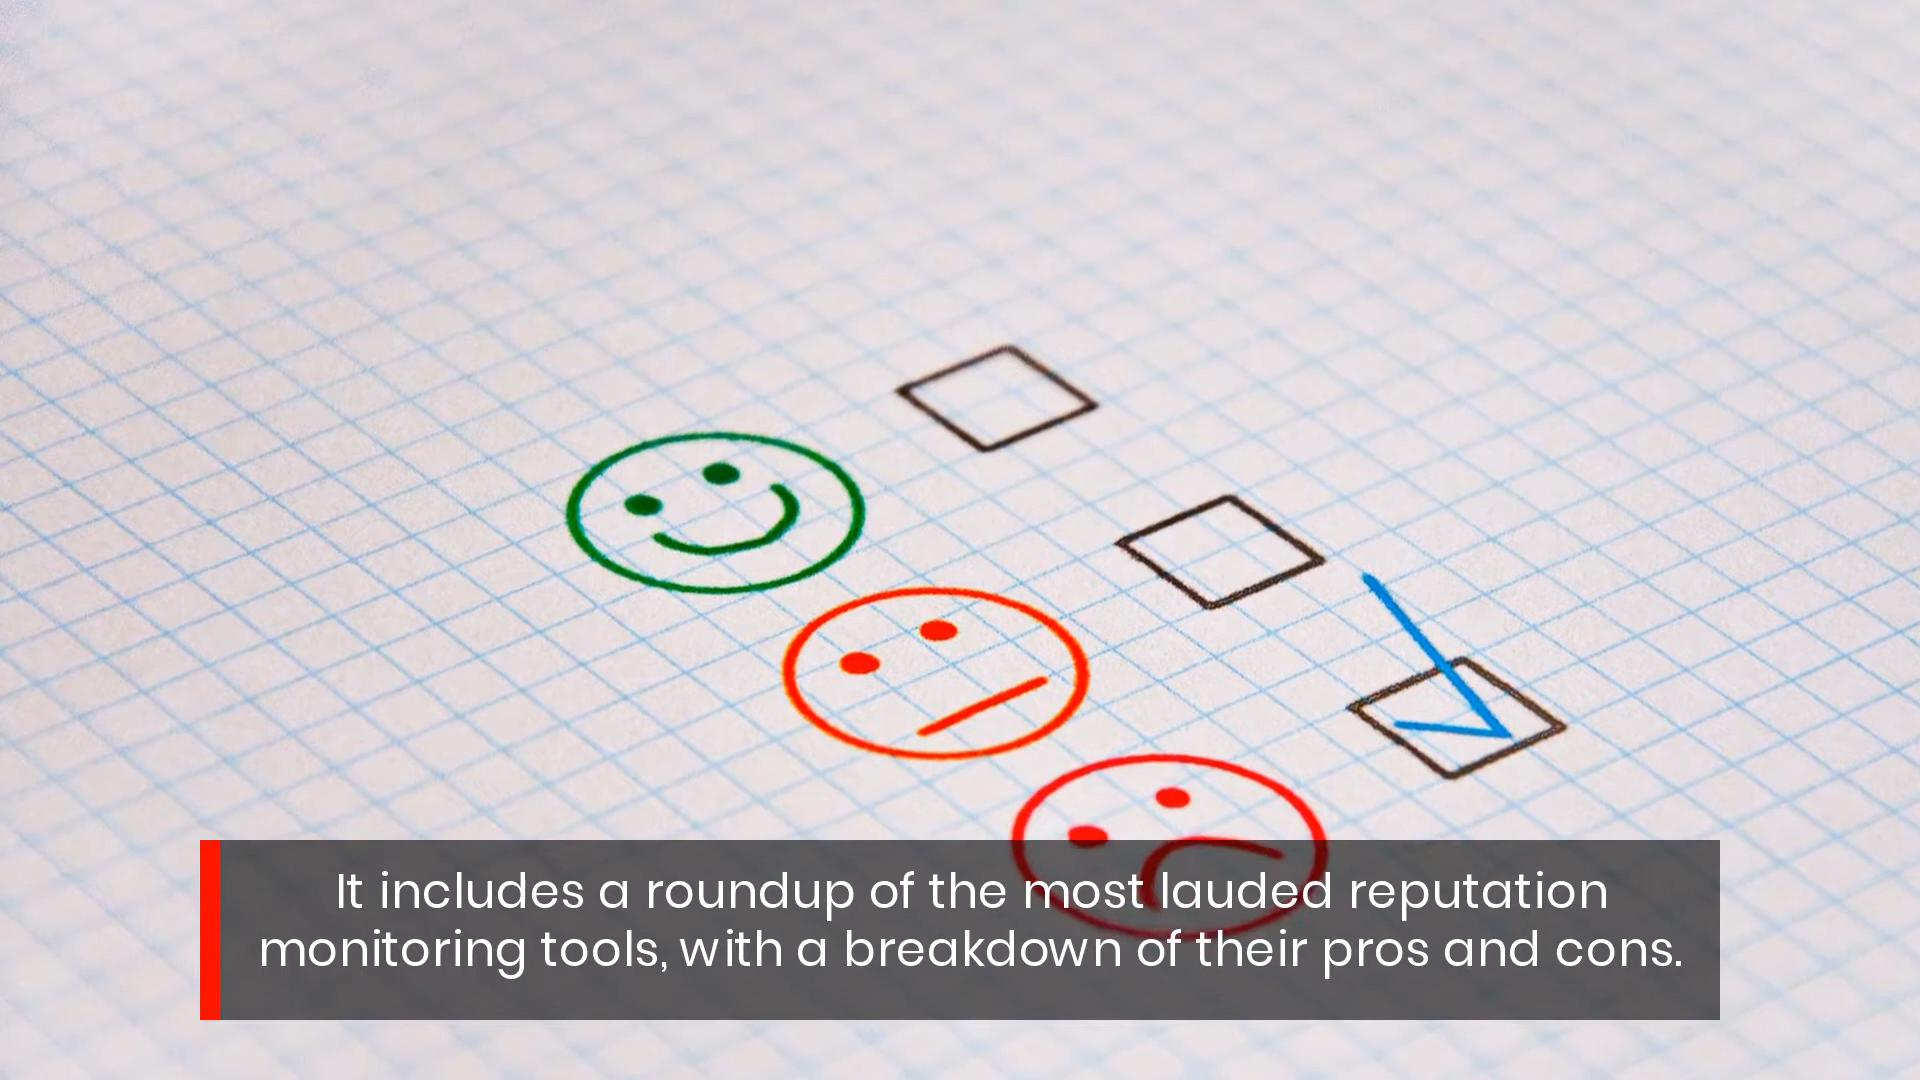 It includes a roundup of the most lauded reputation
monitoring tools, with a breakdown of their pros and cons.